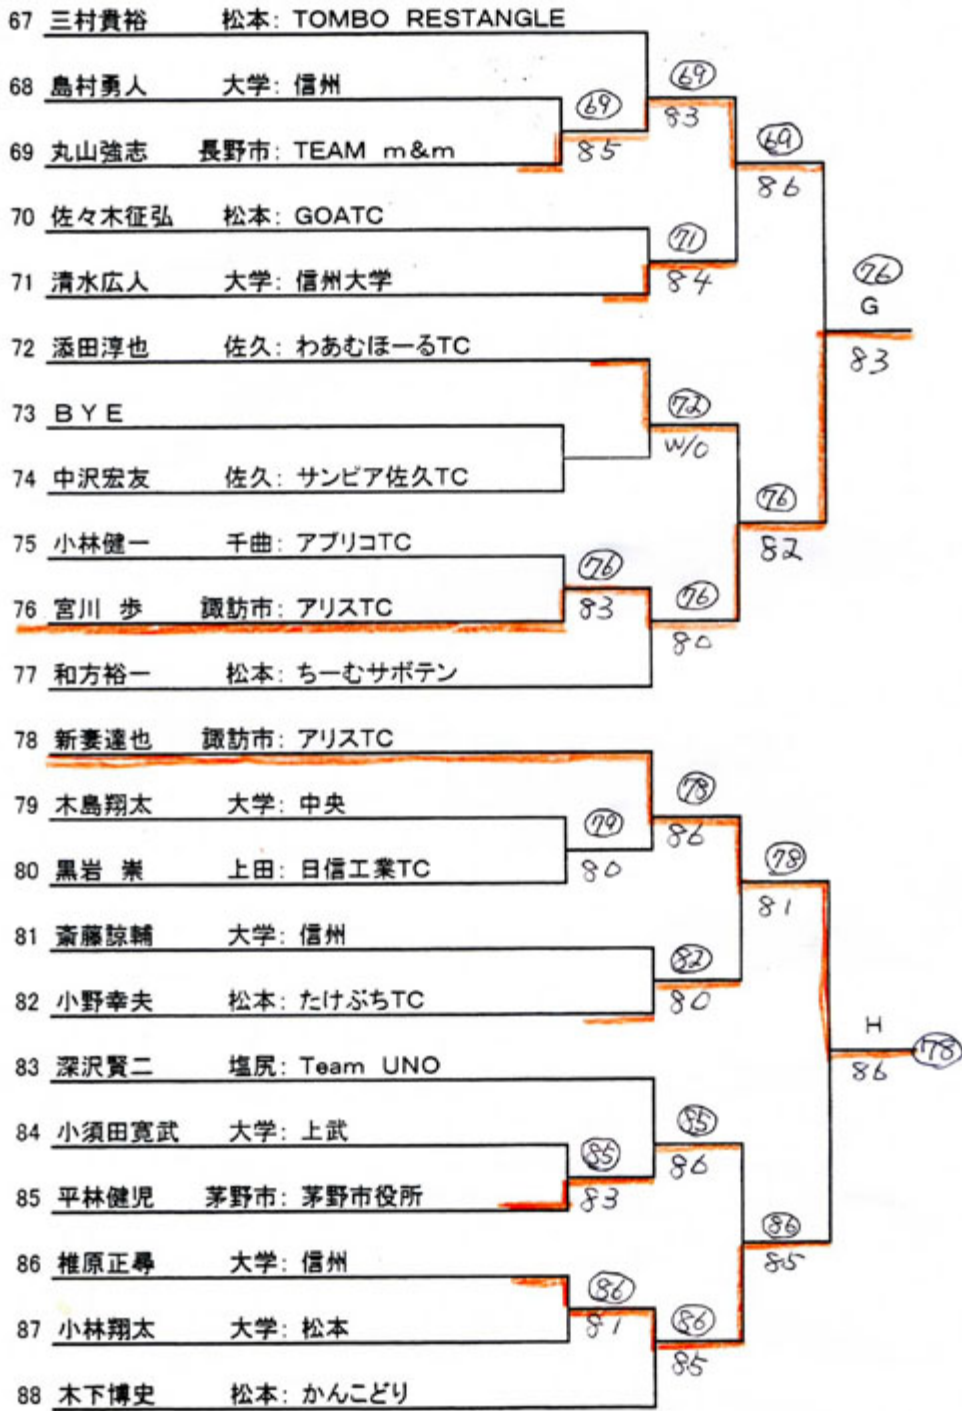 67 三村貴裕 松本: TOMBO RESTANGLE
68 島村勇人 大学: 信州
69
69
69 丸山強志 長野市: TEAM m&m
85
83
69
86
70 佐々木征弘 松本: GOATC
71
71 清水広人 大学: 信州大学
84
76
G
83
72 添田淳也 佐久: わあむほーるTC
73 BYE
72
W/O
74 中沢宏友 佐久: サンピア佐久TC
76
82
75 小林健一 千曲: アプリコTC
76
83
76
80
76 宮川 歩 諏訪市: アリスTC
77 和方裕一 松本: ちーむサボテン
78 新妻達也 諏訪市: アリスTC
78
86
79 木島翔太 大学: 中央
79
80
78
81
80 黒岩 崇 上田: 日信工業TC
81 斎藤諒輔 大学: 信州
82
80
82 小野幸夫 松本: たけぶちTC
H
86
78
83 深沢賢二 塩尻: Team UNO
84 小須田寛武 大学: 上武
85
86
85
83
85 平林健児 茅野市: 茅野市役所
86
85
86 椎原正尋 大学: 信州
86
81
87 小林翔太 大学: 松本
86
85
88 木下博史 松本: かんこどり